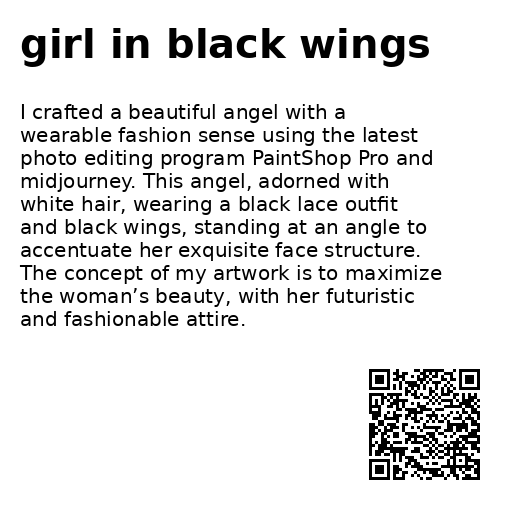 girl in black wings
I crafted a beautiful angel with a
wearable fashion sense using the latest
photo editing program PaintShop Pro and
midjourney. This angel, adorned with
white hair, wearing a black lace outfit
and black wings, standing at an angle to
accentuate her exquisite face structure.
The concept of my artwork is to maximize
the woman’s beauty, with her futuristic
and fashionable attire.